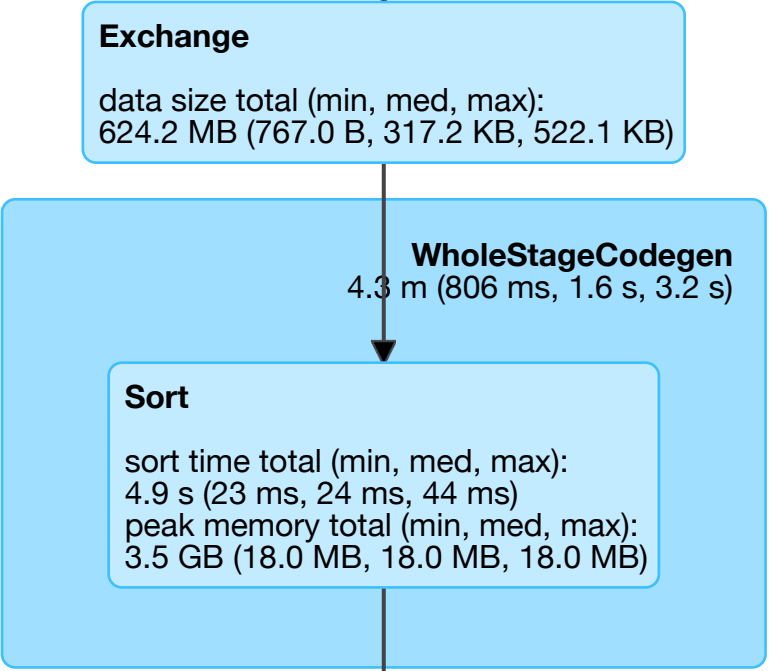 Exchange
data size total (min, med, max):
624.2 MB (767.0 B, 317.2 KB, 522.1 KB)
WholeStageCodegen
4.3 m (806 ms, 1.6 s, 3.2 s)
Sort
sort time total (min, med, max):
4.9 s (23 ms, 24 ms, 44 ms)
peak memory total (min, med, max):
3.5 GB (18.0 MB, 18.0 MB, 18.0 MB)